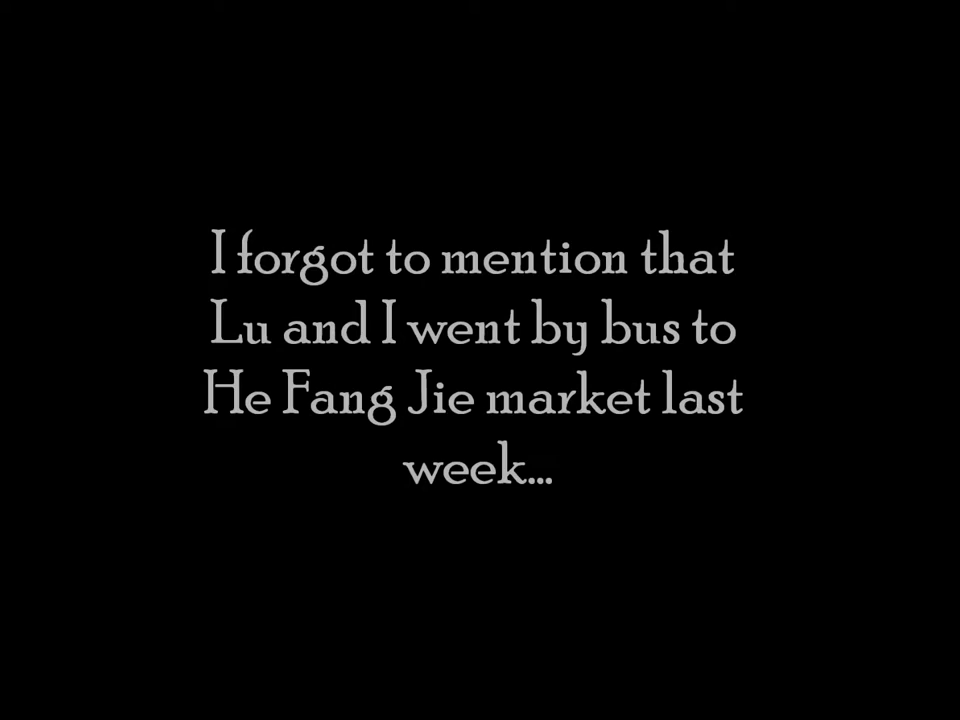 I forgot to mention that
Lu and I went by bus to
He Fang Jie market last
week...